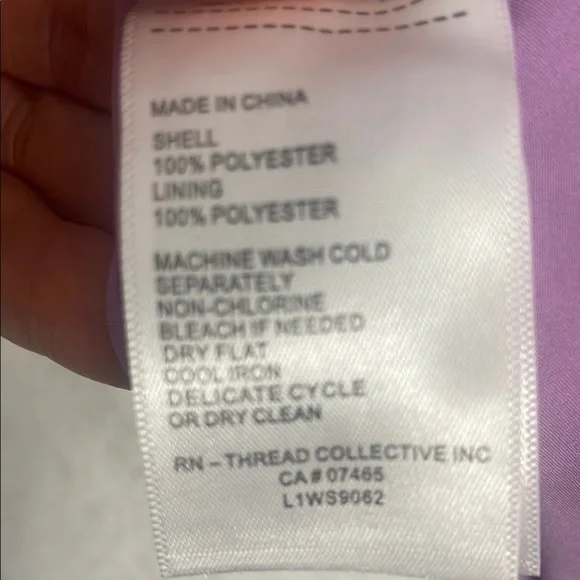 MADE IN CHINA
SHELL
100% POLYESTER
LINING
100% POLYESTER
MACHINE WASH COLD
SEPARATELY
NON-CHLORINE
BLEACH IF NEEDED
DRY FLAT
COOL IRON
DELICATE CYCLE
OR DRY CLEAN
RN – THREAD COLLECTIVE INC
CA # 07465
L1WS9062